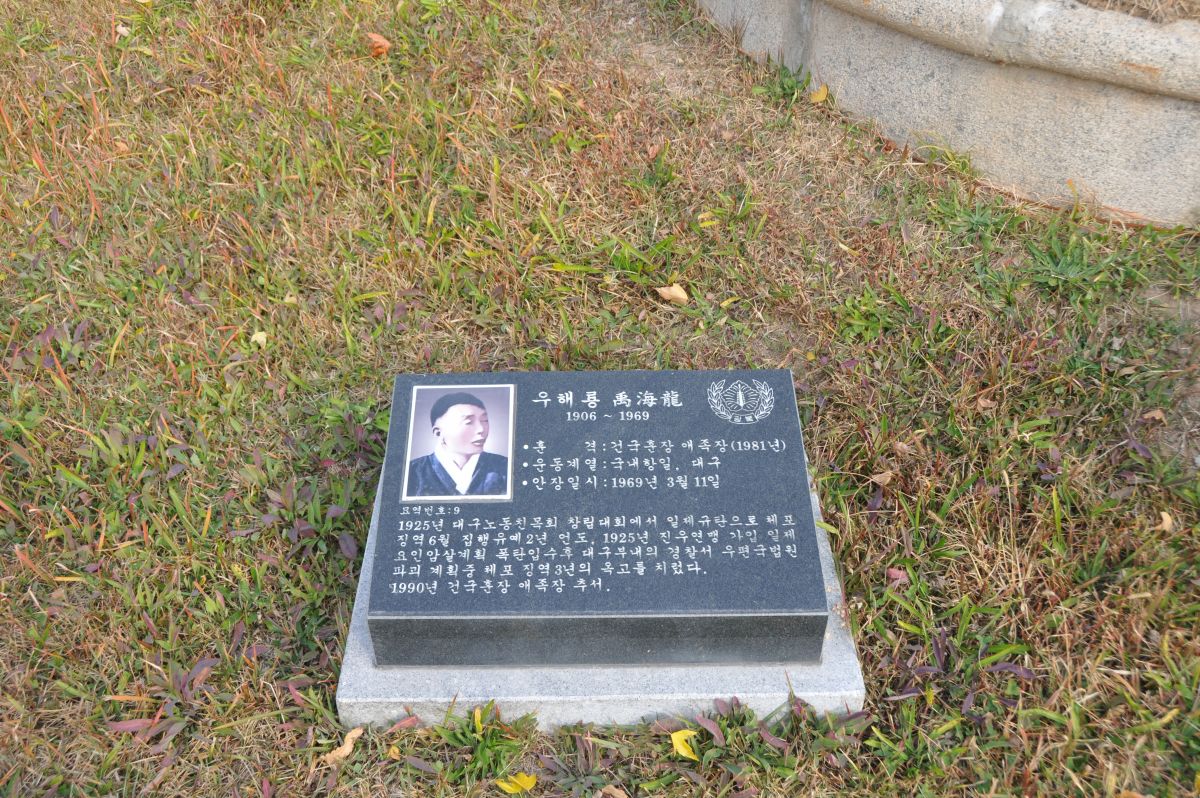 우해룡 禹海龍
1906 ~ 1969
•훈 격:건국훈장 애족장(1981년)
•운동계열:국내항일, 대구
•안장일시:1969년 3월 11일
묘역번호:9
1925년 대구노동친목회 창립대회에서 일제규탄으로 체포
징역6월 집행유예2년 언도, 1925년 진우연맹 가입 일제
요인암살계획 폭탄입수후 대구부내의 경찰서 우편국법원
파괴 계획중 체포 징역3년의 옥고를 치렀다.
1990년 건국훈장 애족장 추서.